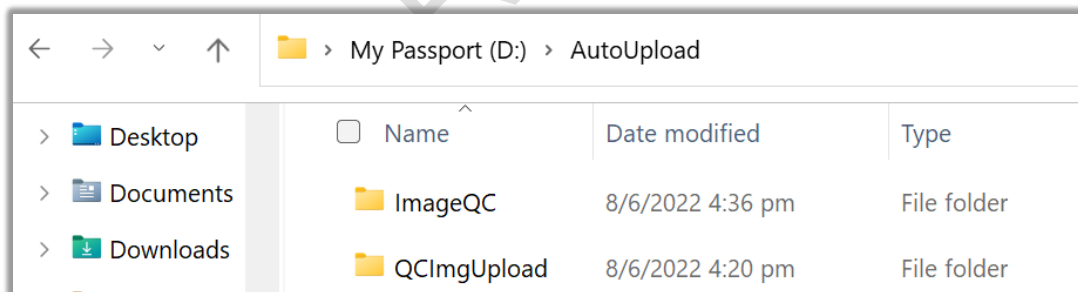 My Passport (D:) > AutoUpload
Name Date modified Type
Desktop
Documents
Downloads
ImageQC 8/6/2022 4:36 pm File folder
QCImgUpload 8/6/2022 4:20 pm File folder